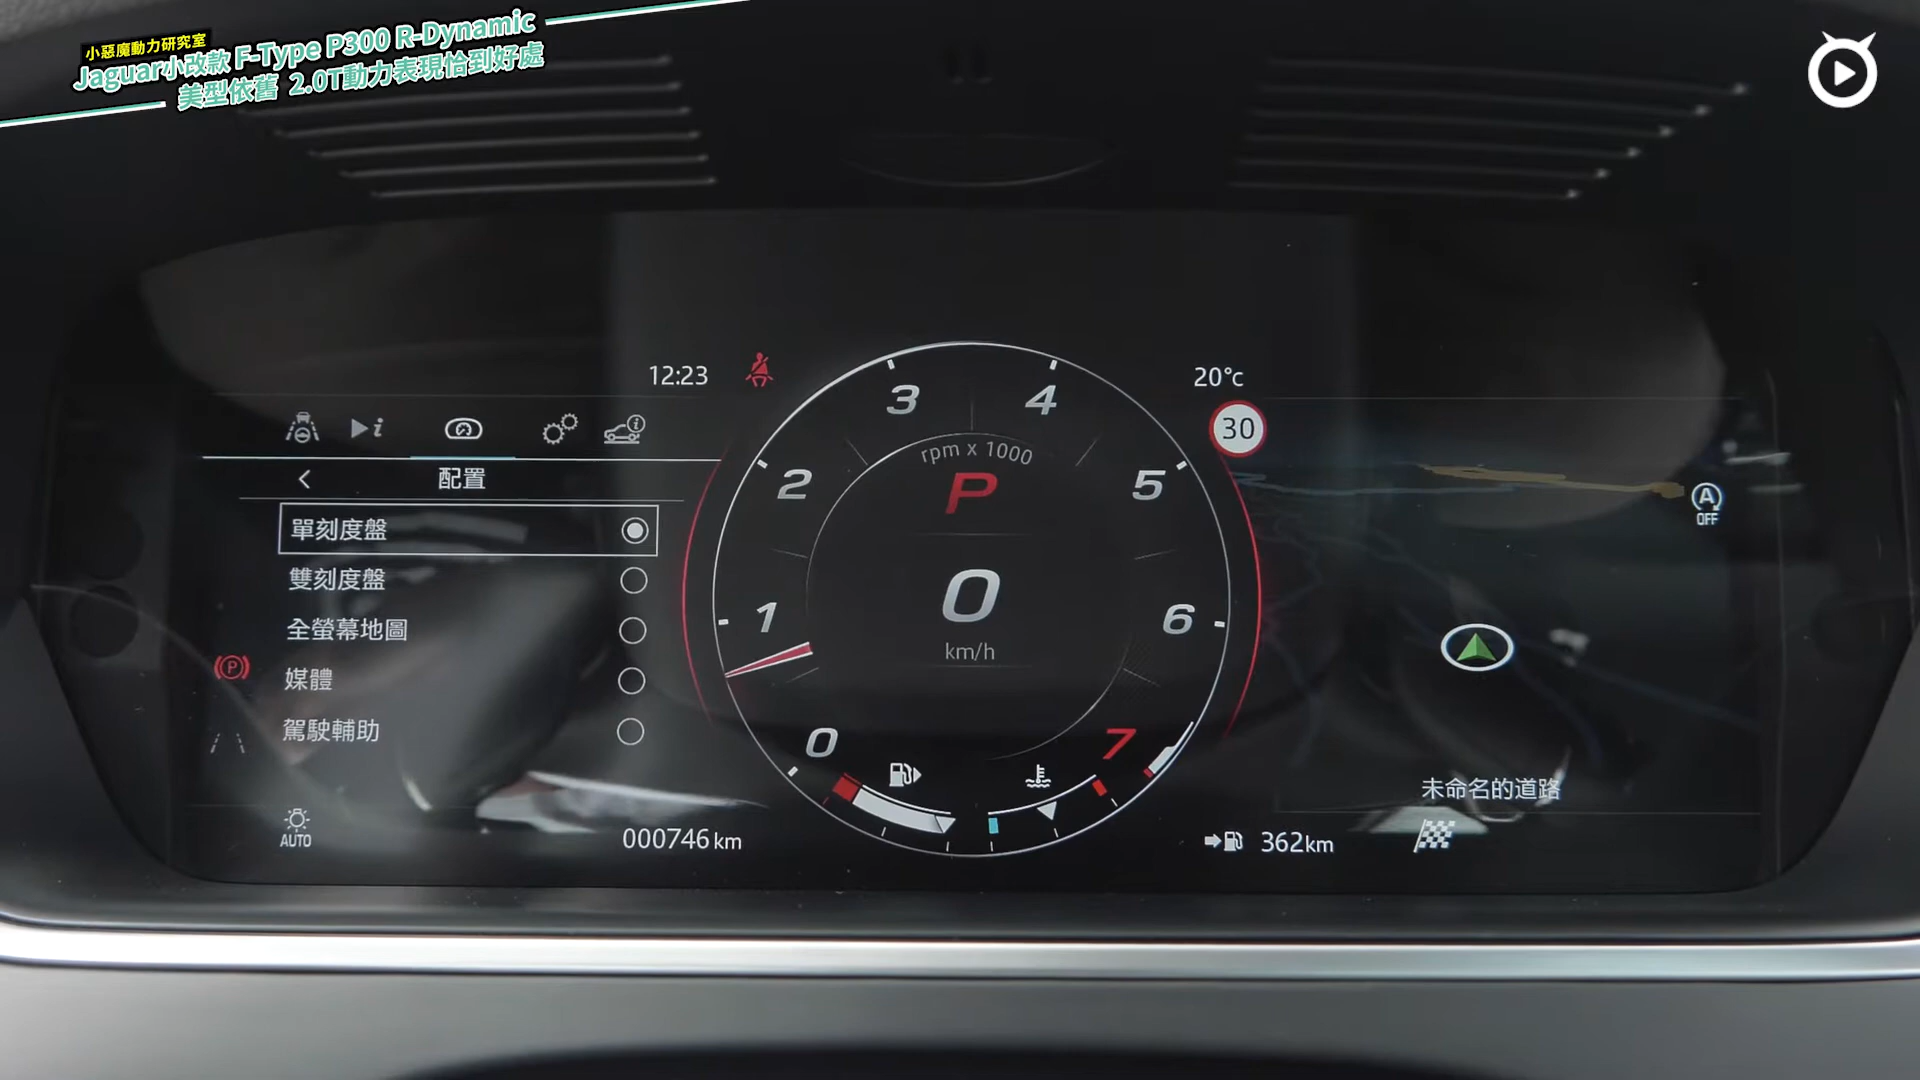 小惡魔動力研究室
Jaguar小改款 F-Type P300 R-Dynamic
美型依舊 2.0T動力表現恰到好處
12:23
20°c
30
i
i
配置
單刻度盤
雙刻度盤
全螢幕地圖
媒體
駕駛輔助
P
AUTO
000746 km
rpm x 1000
P
0
km/h
0
1
2
3
4
5
6
7
A
OFF
未命名的道路
362km